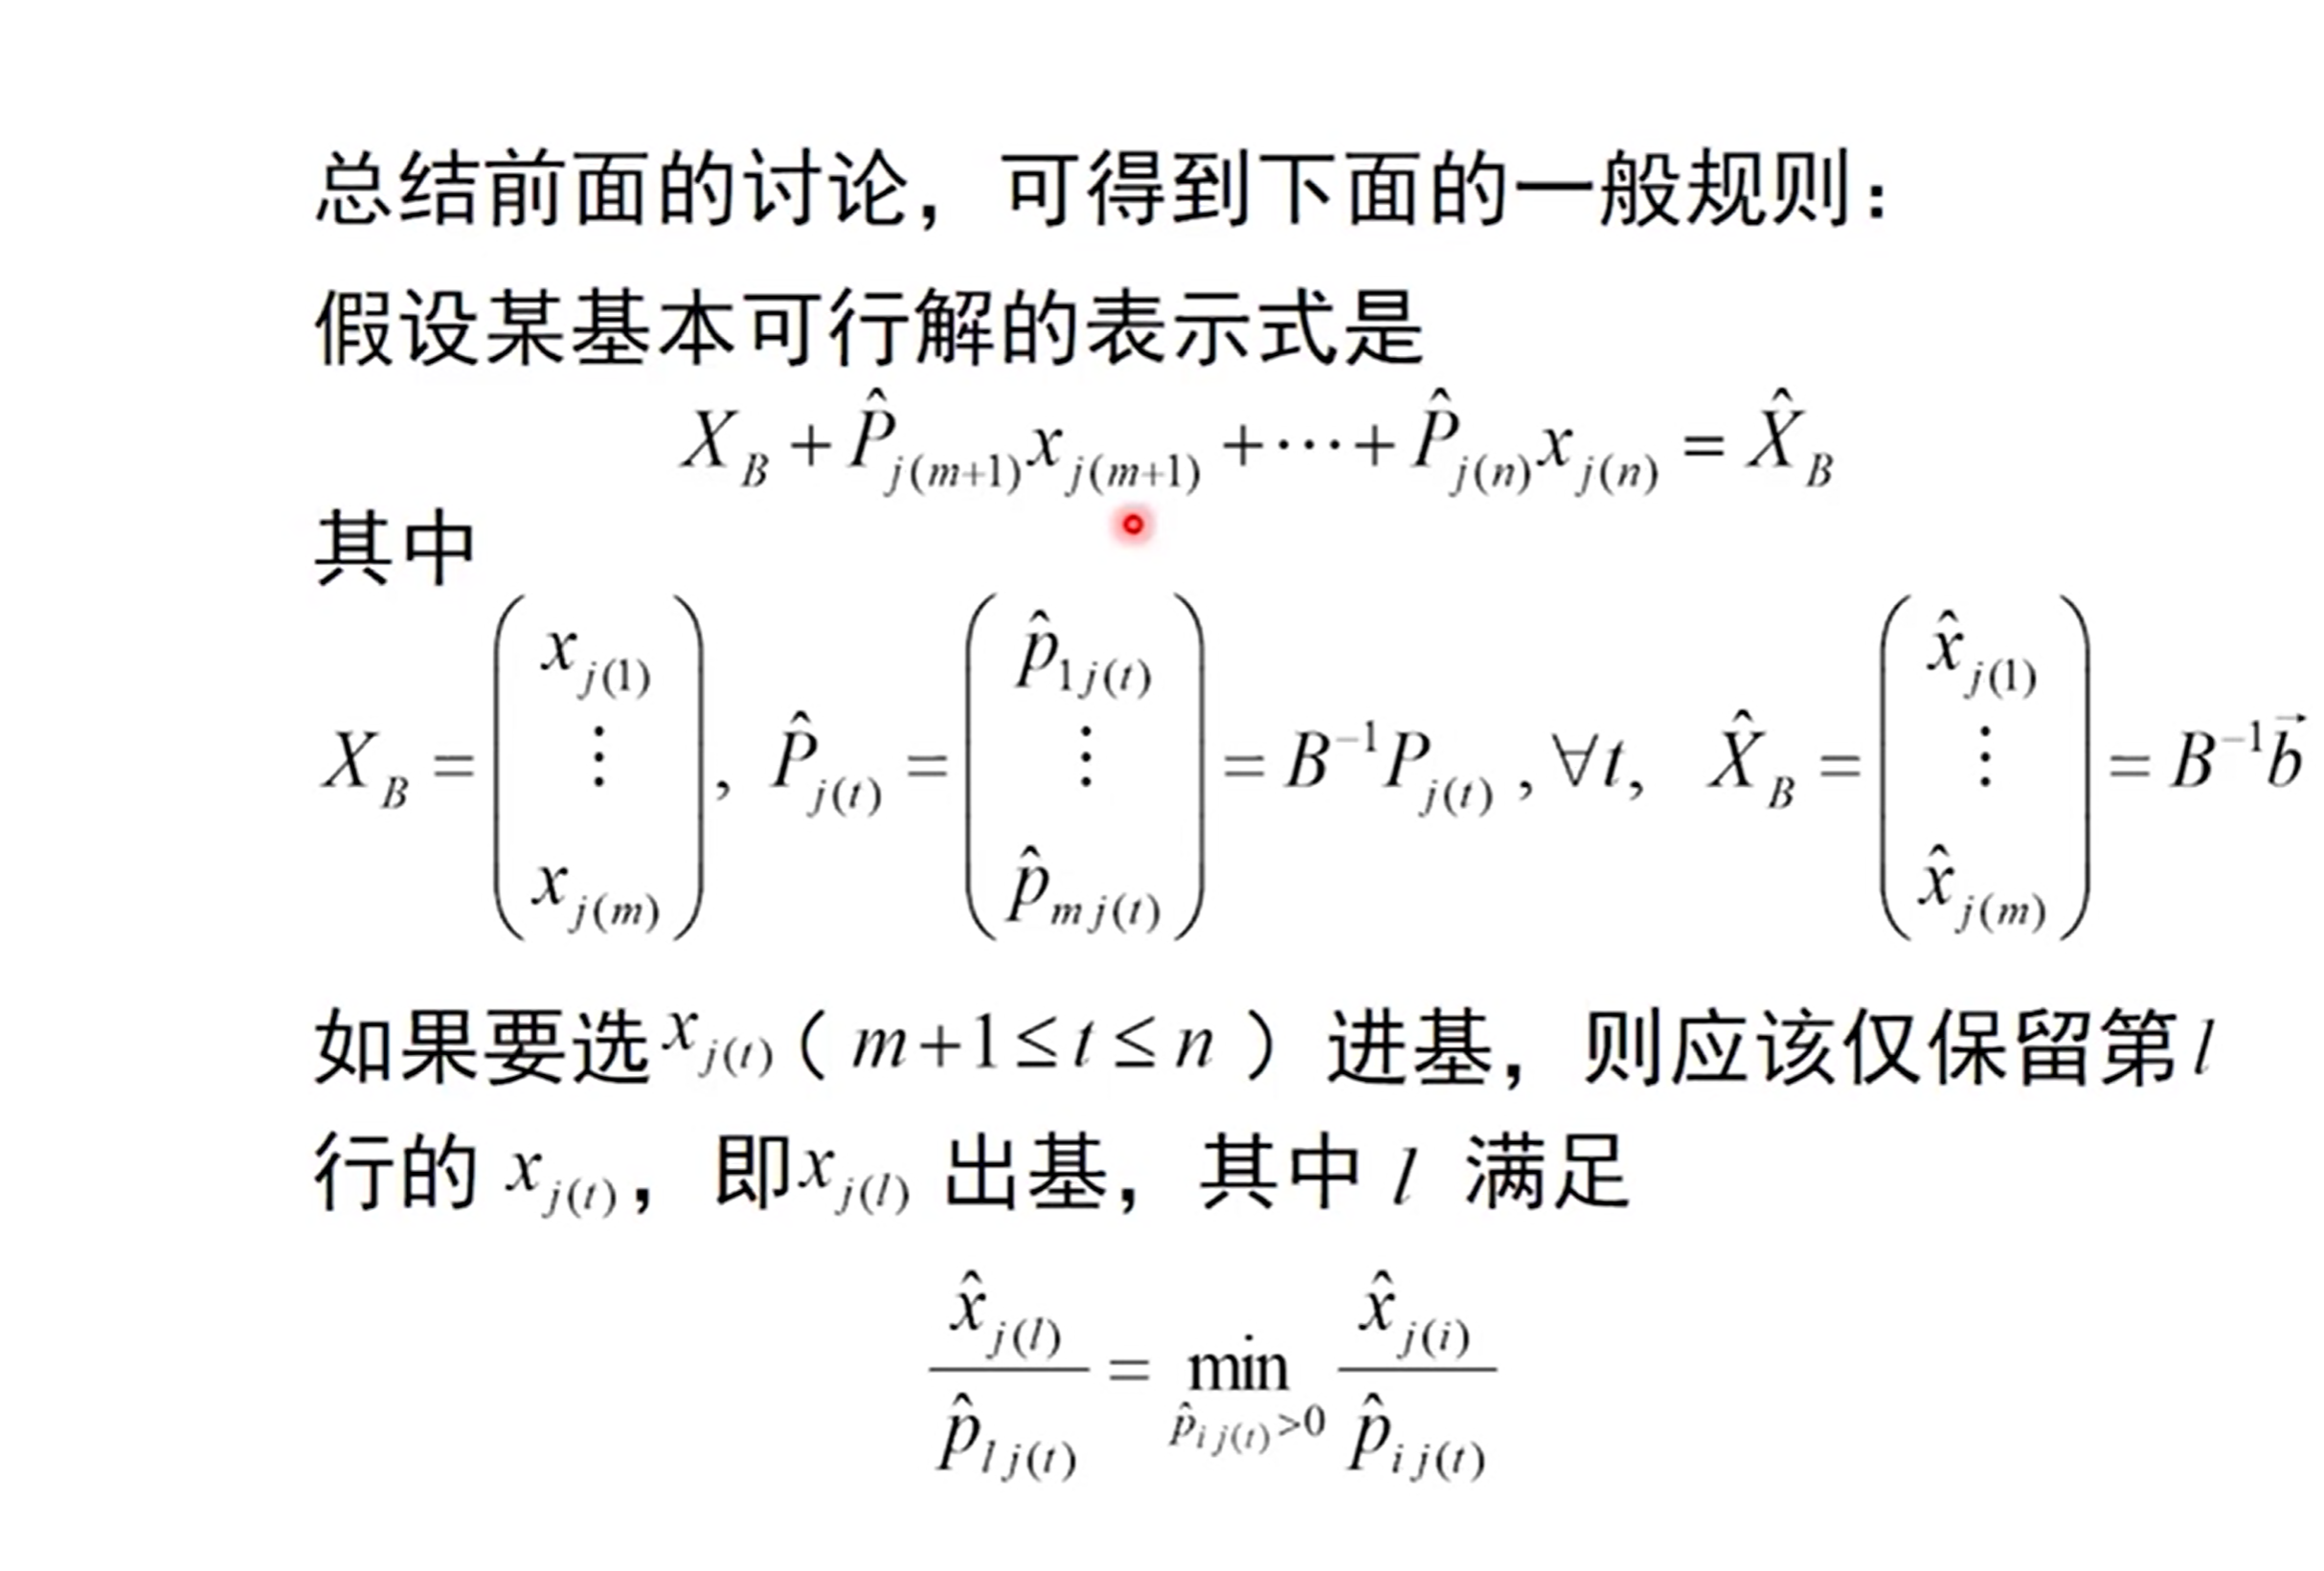 总结前面的讨论，可得到下面的一般规则：
假设某基本可行解的表示式是
$X_B + \hat{P}_{j(m+1)} x_{j(m+1)} + \cdots + \hat{P}_{j(n)} x_{j(n)} = \hat{X}_B$
其中
$X_B = \begin{pmatrix} x_{j(1)} \\ \vdots \\ x_{j(m)} \end{pmatrix}, \hat{P}_{j(t)} = \begin{pmatrix} \hat{p}_{1j(t)} \\ \vdots \\ \hat{p}_{mj(t)} \end{pmatrix} = B^{-1} P_{j(t)}, \forall t, \hat{X}_B = \begin{pmatrix} \hat{x}_{j(1)} \\ \vdots \\ \hat{x}_{j(m)} \end{pmatrix} = B^{-1} \vec{b}$
如果要选 $x_{j(t)}$（ $m+1 \leq t \leq n$ ）进基，则应该仅保留第 $l$
行的 $x_{j(t)}$，即 $x_{j(l)}$ 出基，其中 $l$ 满足
$\frac{\hat{x}_{j(l)}}{\hat{p}_{lj(t)}} = \min_{\hat{p}_{ij(t)} > 0} \frac{\hat{x}_{j(i)}}{\hat{p}_{ij(t)}}$